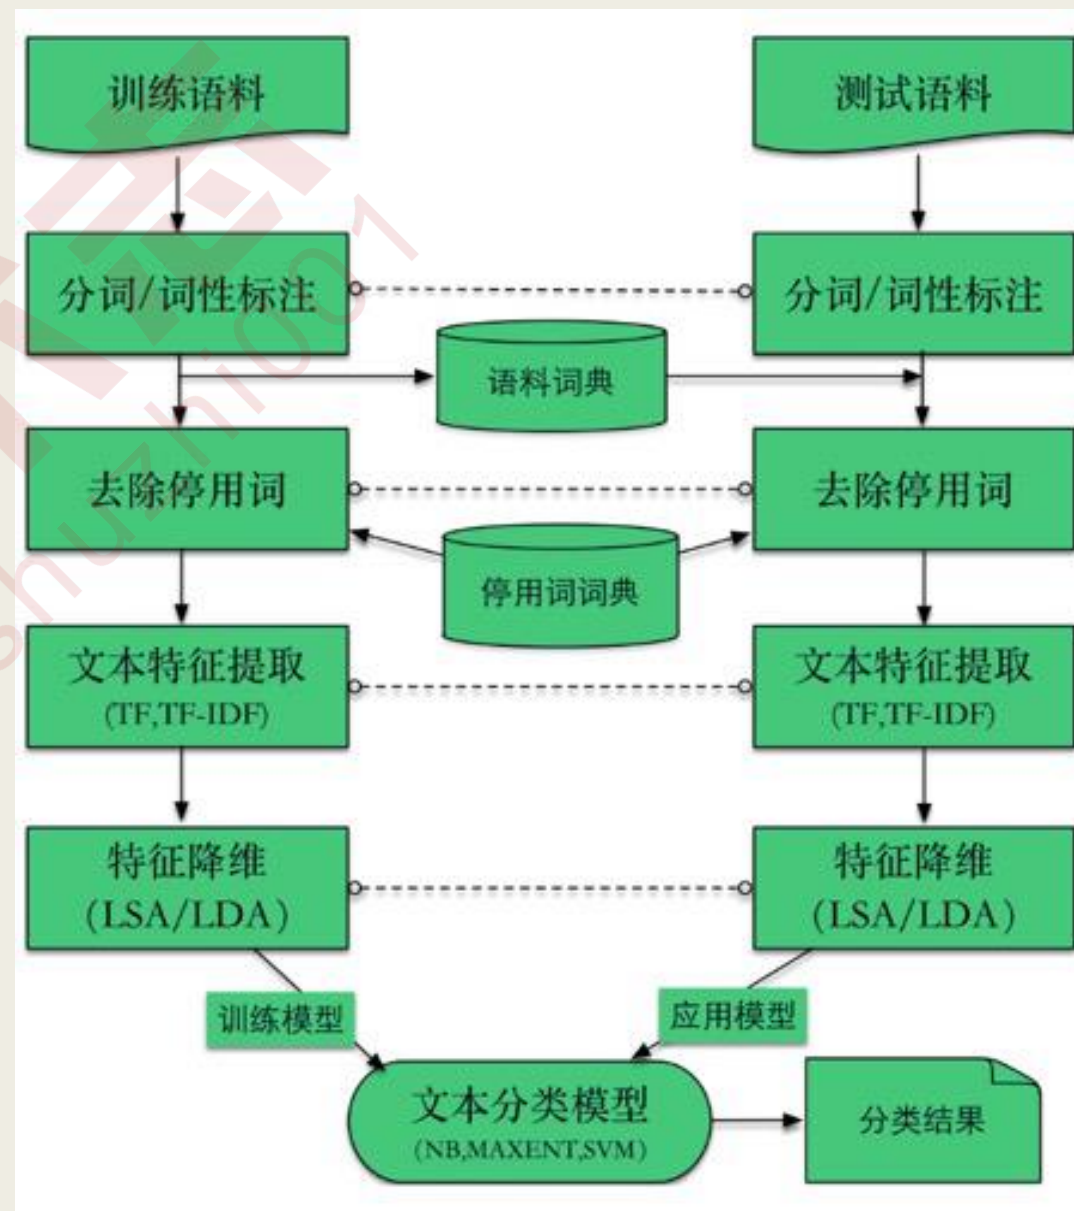 训练语料
测试语料
分词/词性标注
分词/词性标注
语料词典
去除停用词
去除停用词
停用词词典
文本特征提取
(TF,TF-IDF)
文本特征提取
(TF,TF-IDF)
特征降维
(LSA/LDA)
特征降维
(LSA/LDA)
训练模型
应用模型
文本分类模型
(NB,MAXENT,SVM)
分类结果